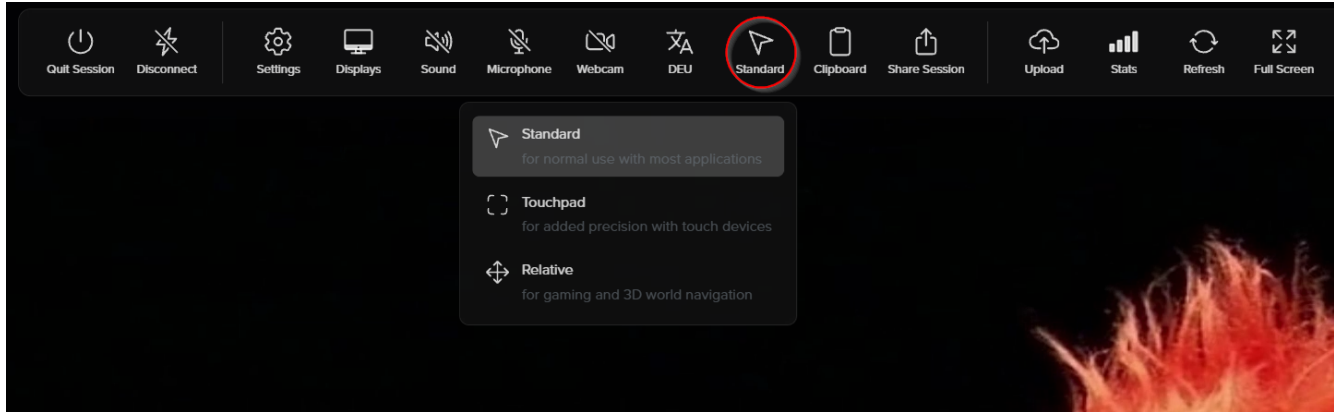 Quit Session
Disconnect
Settings
Displays
Sound
Microphone
Webcam
DEU
Standard
Clipboard
Share Session
Upload
Stats
Refresh
Full Screen
Standard
for normal use with most applications
Touchpad
for added precision with touch devices
Relative
for gaming and 3D world navigation